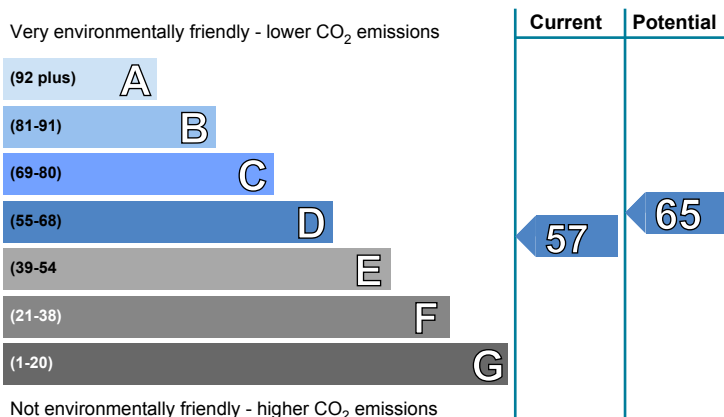 Current Potential
Very environmentally friendly - lower CO2 emissions
(92 plus) A
(81-91) B
(69-80) C
(55-68) D
57 65
(39-54 E
(21-38) F
(1-20) G
Not environmentally friendly - higher CO2 emissions